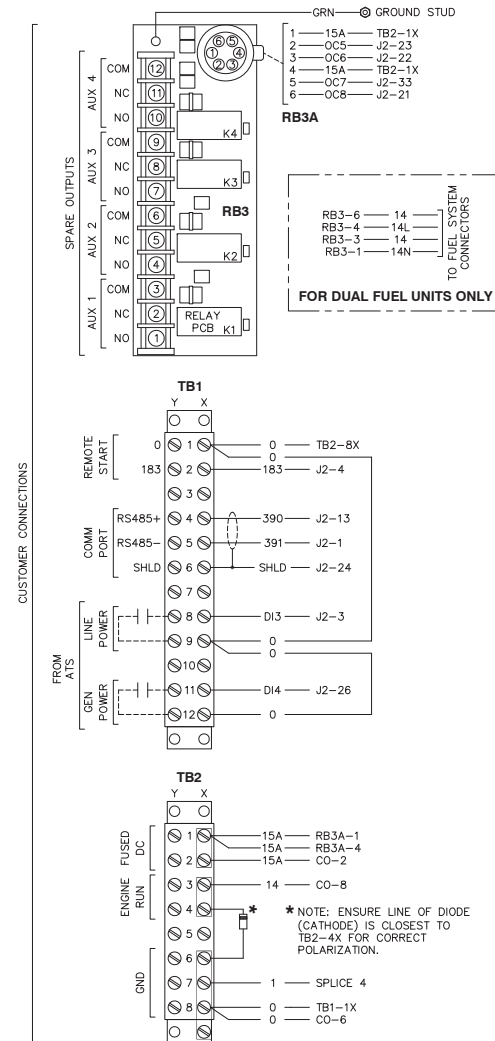 GRN GROUND STUD
1 15A TB2-1X
2 OC5 J2-23
3 OC6 J2-22
4 15A TB2-1X
5 OC7 J2-33
6 OC8 J2-21
RB3A
6 5
1 4
2 3
CUSTOMER CONNECTIONS
SPARE OUTPUTS
AUX 4
COM 12
NC 11
NO 10
K4
AUX 3
COM 9
NC 8
NO 7
K3
RB3
AUX 2
COM 6
NC 5
NO 4
K2
AUX 1
COM 3
NC 2
NO 1
RELAY
PCB K1
RB3-6 14
RB3-4 14L
RB3-3 14
RB3-1 14N
TO FUEL SYSTEM
CONNECTORS
FOR DUAL FUEL UNITS ONLY
TB1
Y X
REMOTE
START
0 1 0 TB2-8X
0
183 2 183 J2-4
3
COMM
PORT
RS485+ 4 390 J2-13
RS485- 5 391 J2-1
SHLD 6 SHLD J2-24
7
FROM
ATS
LINE
POWER
8 DI3 J2-3
9 0
0
10
GEN
POWER
11 DI4 J2-26
12 0
TB2
Y X
FUSED
DC
1 15A RB3A-1
15A RB3A-4
2 15A CO-2
ENGINE
RUN
3 14 CO-8
4 *
* NOTE: ENSURE LINE OF DIODE
(CATHODE) IS CLOSEST TO
TB2-4X FOR CORRECT
POLARIZATION.
5
GND
6
7 1 SPLICE 4
8 0 TB1-1X
0 CO-6